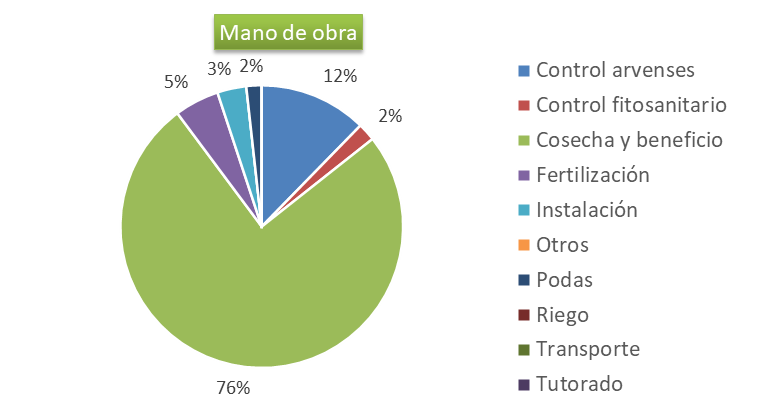 Mano de obra
3%
2%
5%
12%
2%
76%
Control arvenses
Control fitosanitario
Cosecha y beneficio
Fertilización
Instalación
Otros
Podas
Riego
Transporte
Tutorado